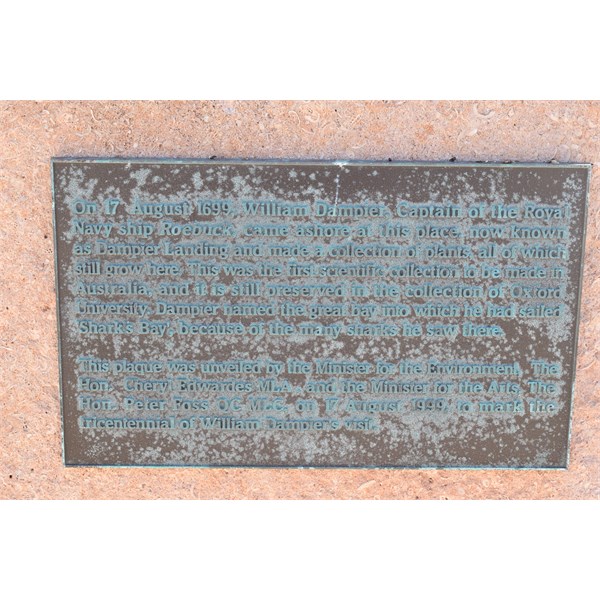 On 17 August 1699, William Dampier, Captain of the Royal
Navy ship ROEBUCK, came ashore at this place, now known
as Dampier Landing and made a collection of plants, all of which
still grow here. This was the first scientific collection to be made in
Australia, and it is still preserved in the collection of Oxford
University. Dampier named the great bay into which he had sailed
'Shark's Bay', because of the many sharks he saw there.
This plaque was unveiled by the Minister for the Environment, The
Hon. Cheryl Edwardes MLA, and the Minister for the Arts, The
Hon. Peter Foss QC MLC, on 17 August 1999, to mark the
tricentennial of William Dampier's visit.